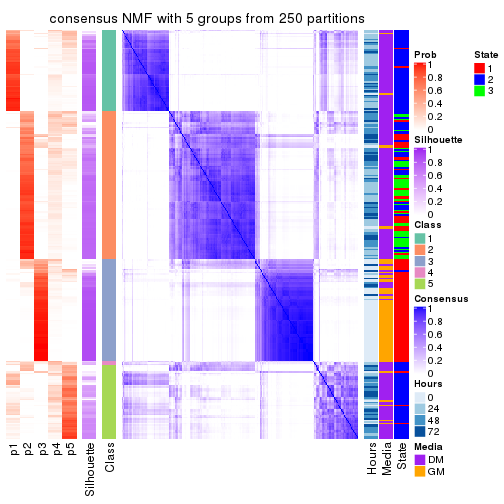 consensus NMF with 5 groups from 250 partitions
p1
p2
p3
p4
p5
Silhouette
Class
Hours
Media
State
Prob
1
0.8
0.6
0.4
0.2
0
Silhouette
1
0.8
0.6
0.4
0.2
0
Class
1
2
3
4
5
Consensus
1
0.8
0.6
0.4
0.2
0
Hours
0
24
48
72
Media
DM
GM
State
1
2
3